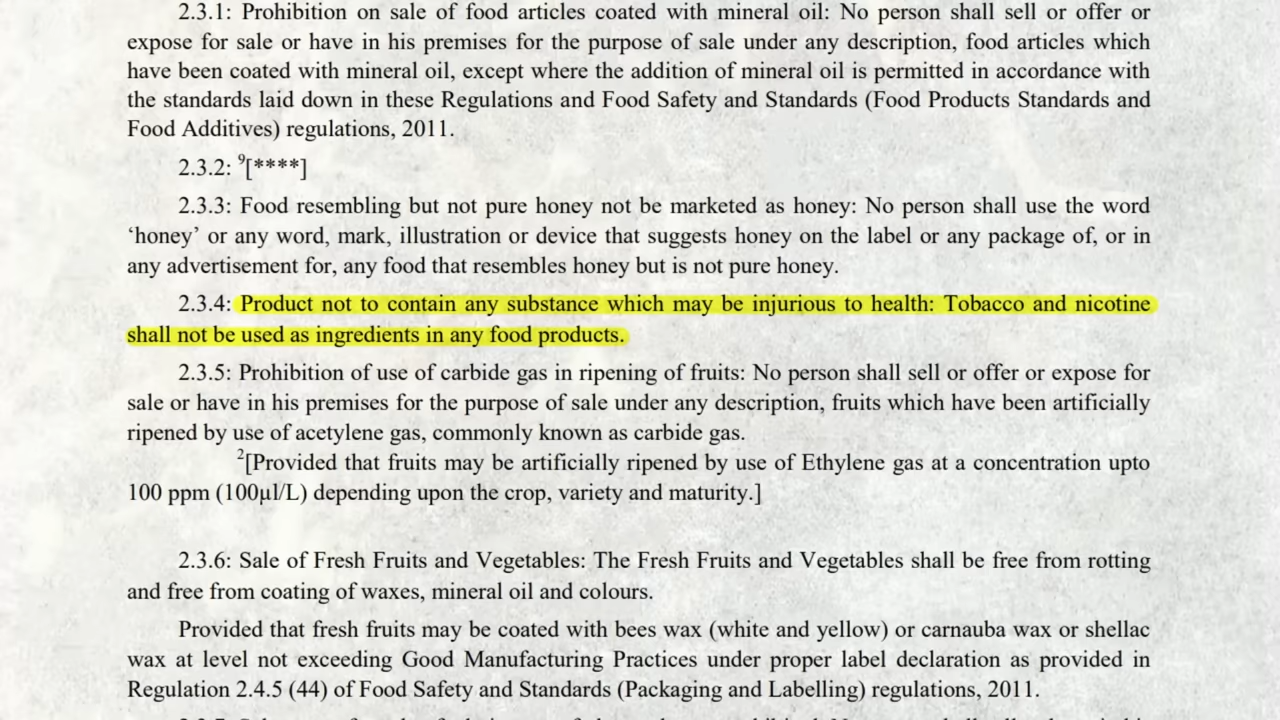 2.3.1: Prohibition on sale of food articles coated with mineral oil: No person shall sell or offer or
expose for sale or have in his premises for the purpose of sale under any description, food articles which
have been coated with mineral oil, except where the addition of mineral oil is permitted in accordance with
the standards laid down in these Regulations and Food Safety and Standards (Food Products Standards and
Food Additives) regulations, 2011.
2.3.2: ⁹[****]
2.3.3: Food resembling but not pure honey not be marketed as honey: No person shall use the word
‘honey’ or any word, mark, illustration or device that suggests honey on the label or any package of, or in
any advertisement for, any food that resembles honey but is not pure honey.
2.3.4: Product not to contain any substance which may be injurious to health: Tobacco and nicotine
shall not be used as ingredients in any food products.
2.3.5: Prohibition of use of carbide gas in ripening of fruits: No person shall sell or offer or expose for
sale or have in his premises for the purpose of sale under any description, fruits which have been artificially
ripened by use of acetylene gas, commonly known as carbide gas.
²[Provided that fruits may be artificially ripened by use of Ethylene gas at a concentration upto
100 ppm (100µl/L) depending upon the crop, variety and maturity.]
2.3.6: Sale of Fresh Fruits and Vegetables: The Fresh Fruits and Vegetables shall be free from rotting
and free from coating of waxes, mineral oil and colours.
Provided that fresh fruits may be coated with bees wax (white and yellow) or carnauba wax or shellac
wax at level not exceeding Good Manufacturing Practices under proper label declaration as provided in
Regulation 2.4.5 (44) of Food Safety and Standards (Packaging and Labelling) regulations, 2011.